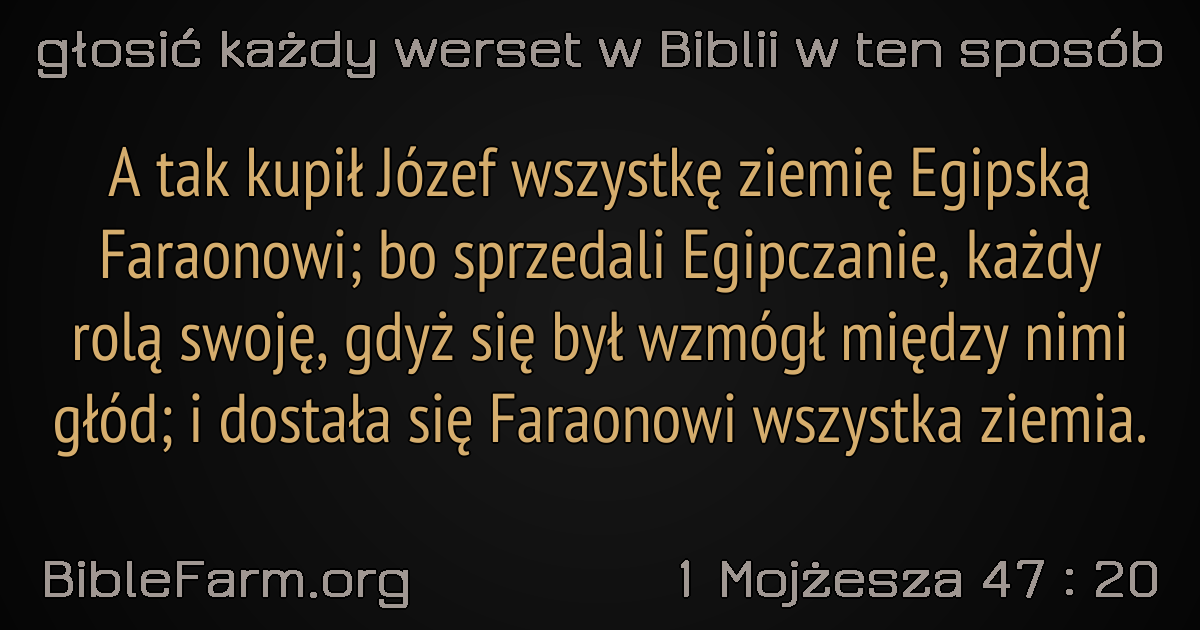 głosić każdy werset w Biblii w ten sposób
A tak kupił Józef wszystkę ziemię Egipską
Faraonowi; bo sprzedali Egipczanie, każdy
rolą swoję, gdyż się był wzmógł między nimi
głód; i dostała się Faraonowi wszystka ziemia.
BibleFarm.org
1 Mojżesza 47 : 20